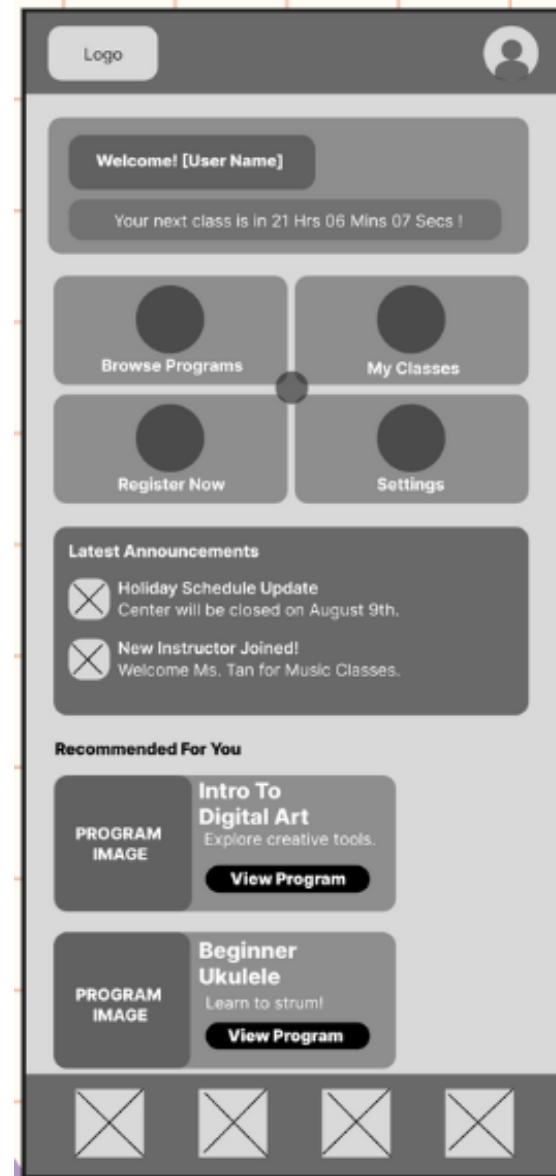 Logo
Welcome! [User Name]
Your next class is in 21 Hrs 06 Mins 07 Secs !
Browse Programs
My Classes
Register Now
Settings
Latest Announcements
Holiday Schedule Update
Center will be closed on August 9th.
New Instructor Joined!
Welcome Ms. Tan for Music Classes.
Recommended For You
PROGRAM
IMAGE
Intro To
Digital Art
Explore creative tools.
View Program
PROGRAM
IMAGE
Beginner
Ukulele
Learn to strum!
View Program